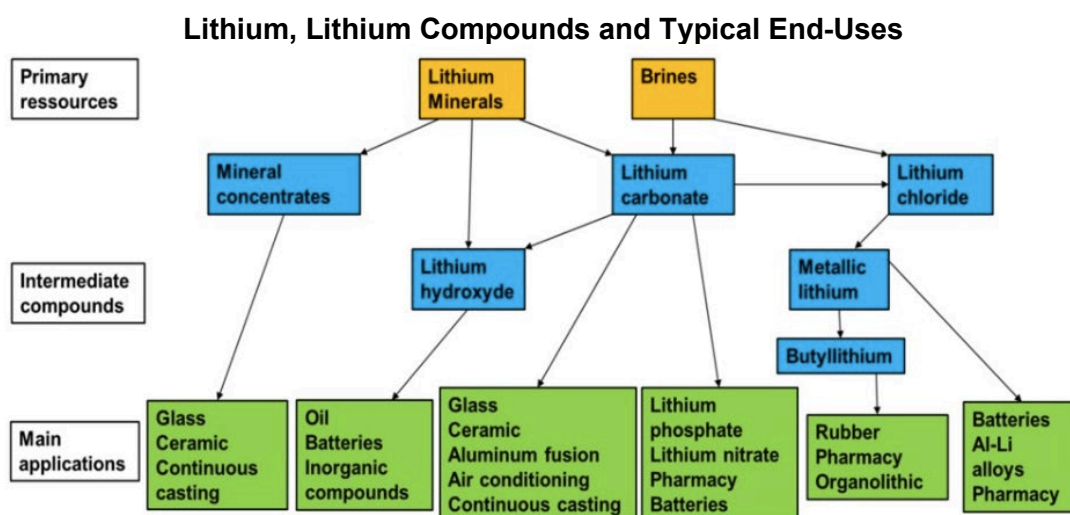 Lithium, Lithium Compounds and Typical End-Uses
Primary
ressources
Lithium
Minerals
Brines
Mineral
concentrates
Lithium
carbonate
Lithium
chloride
Intermediate
compounds
Lithium
hydroxyde
Metallic
lithium
Butyllithium
Main
applications
Glass
Ceramic
Continuous
casting
Oil
Batteries
Inorganic
compounds
Glass
Ceramic
Aluminum fusion
Air conditioning
Continuous casting
Lithium
phosphate
Lithium nitrate
Pharmacy
Batteries
Rubber
Pharmacy
Organolithic
Batteries
Al-Li
alloys
Pharmacy